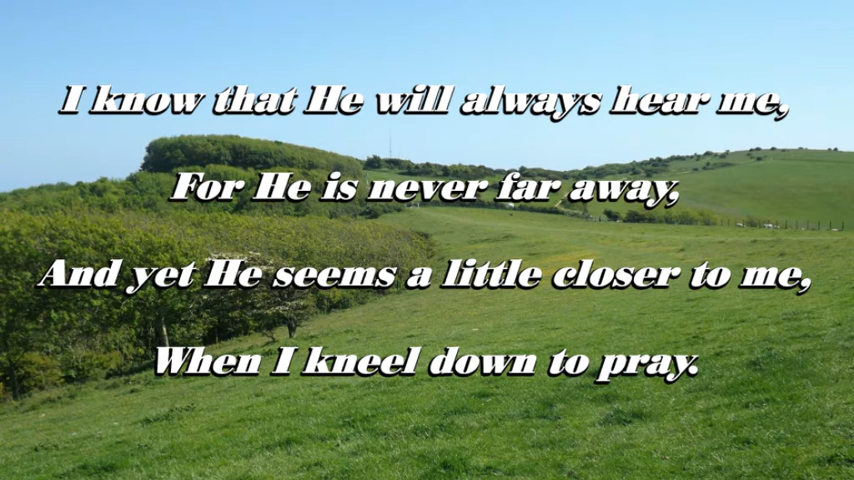 I know that He will always hear me,
For He is never far away,
And yet He seems a little closer to me,
When I kneel down to pray.